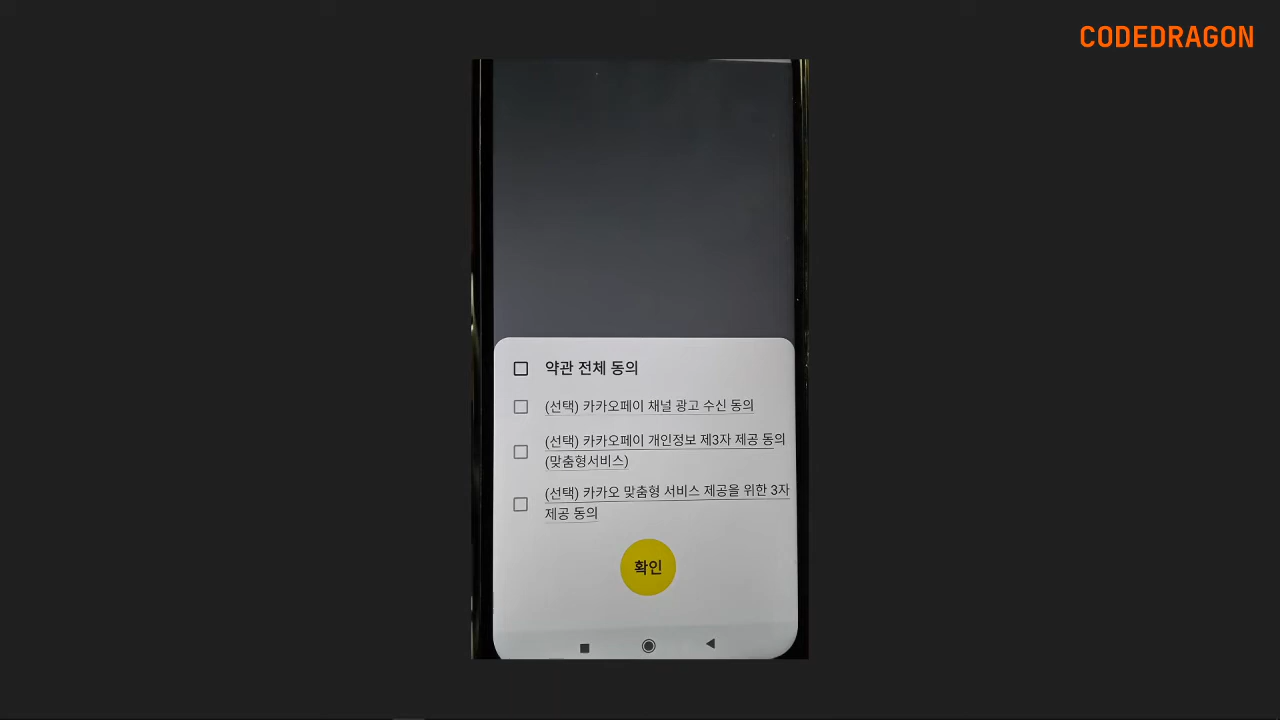 CODEDRAGON
약관 전체 동의
(선택) 카카오페이 채널 광고 수신 동의
(선택) 카카오페이 개인정보 제3자 제공 동의
(맞춤형서비스)
(선택) 카카오 맞춤형 서비스 제공을 위한 3자
제공 동의
확인